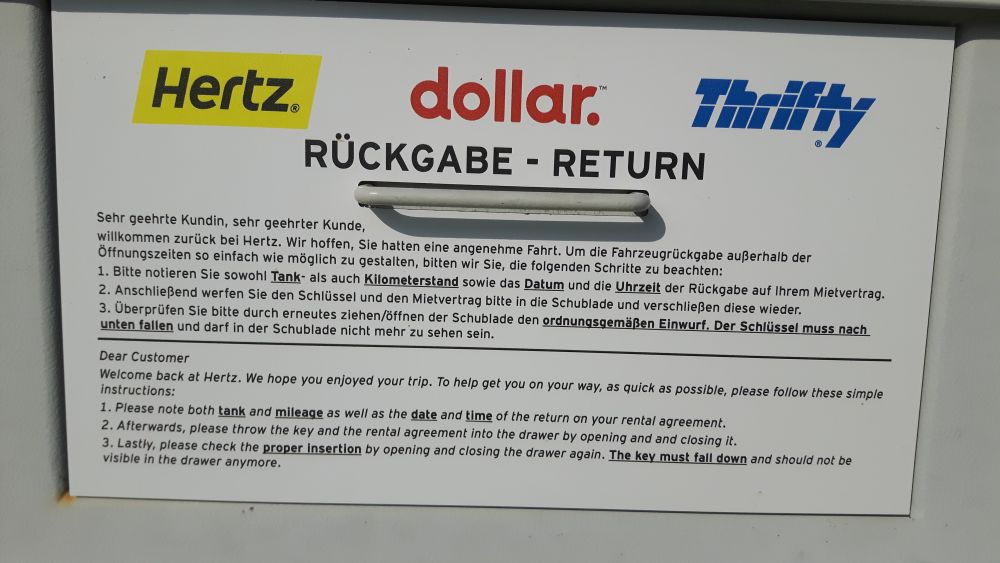 Hertz®
dollar.™
Thrifty®
RÜCKGABE - RETURN
Sehr geehrte Kundin, sehr geehrter Kunde,
willkommen zurück bei Hertz. Wir hoffen, Sie hatten eine angenehme Fahrt. Um die Fahrzeugrückgabe außerhalb der
Öffnungszeiten so einfach wie möglich zu gestalten, bitten wir Sie, die folgenden Schritte zu beachten:
1. Bitte notieren Sie sowohl Tank- als auch Kilometerstand sowie das Datum und die Uhrzeit der Rückgabe auf Ihrem Mietvertrag.
2. Anschließend werfen Sie den Schlüssel und den Mietvertrag bitte in die Schublade und verschließen diese wieder.
3. Überprüfen Sie bitte durch erneutes ziehen/öffnen der Schublade den ordnungsgemäßen Einwurf. Der Schlüssel muss nach
unten fallen und darf in der Schublade nicht mehr zu sehen sein.
Dear Customer
Welcome back at Hertz. We hope you enjoyed your trip. To help get you on your way, as quick as possible, please follow these simple
instructions:
1. Please note both tank and mileage as well as the date and time of the return on your rental agreement.
2. Afterwards, please throw the key and the rental agreement into the drawer by opening and and closing it.
3. Lastly, please check the proper insertion by opening and closing the drawer again. The key must fall down and should not be
visible in the drawer anymore.